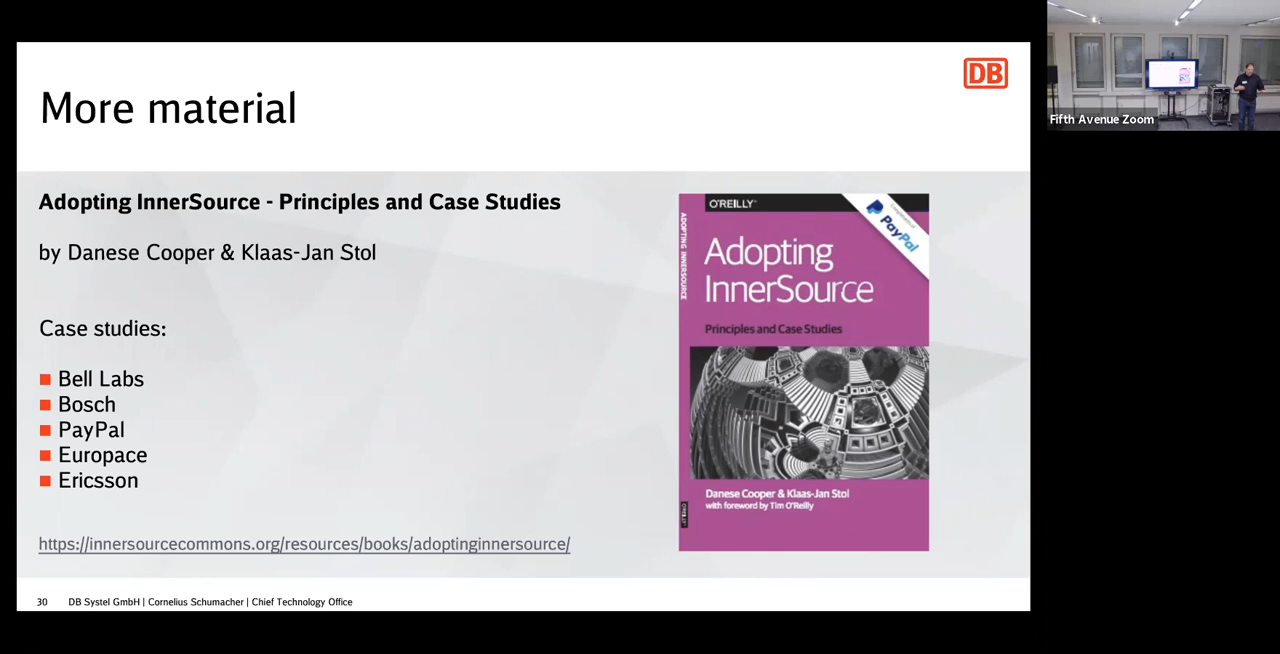 DB
More material
Adopting InnerSource - Principles and Case Studies
by Danese Cooper & Klaas-Jan Stol
Case studies:
Bell Labs
Bosch
PayPal
Europace
Ericsson
https://innersourcecommons.org/resources/books/adoptinginnersource/
O'REILLY
PayPal
ADOPTING INNERSOURCE
Adopting
InnerSource
Principles and Case Studies
Danese Cooper & Klaas-Jan Stol
with foreword by Tim O'Reilly
30 DB Systel GmbH | Cornelius Schumacher | Chief Technology Office
Fifth Avenue Zoom